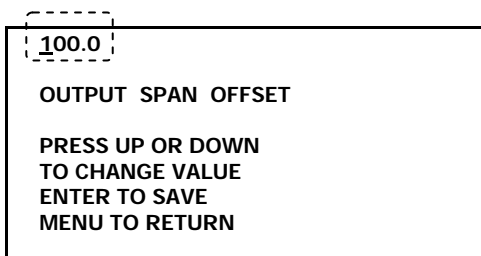 100.0
OUTPUT SPAN OFFSET
PRESS UP OR DOWN
TO CHANGE VALUE
ENTER TO SAVE
MENU TO RETURN